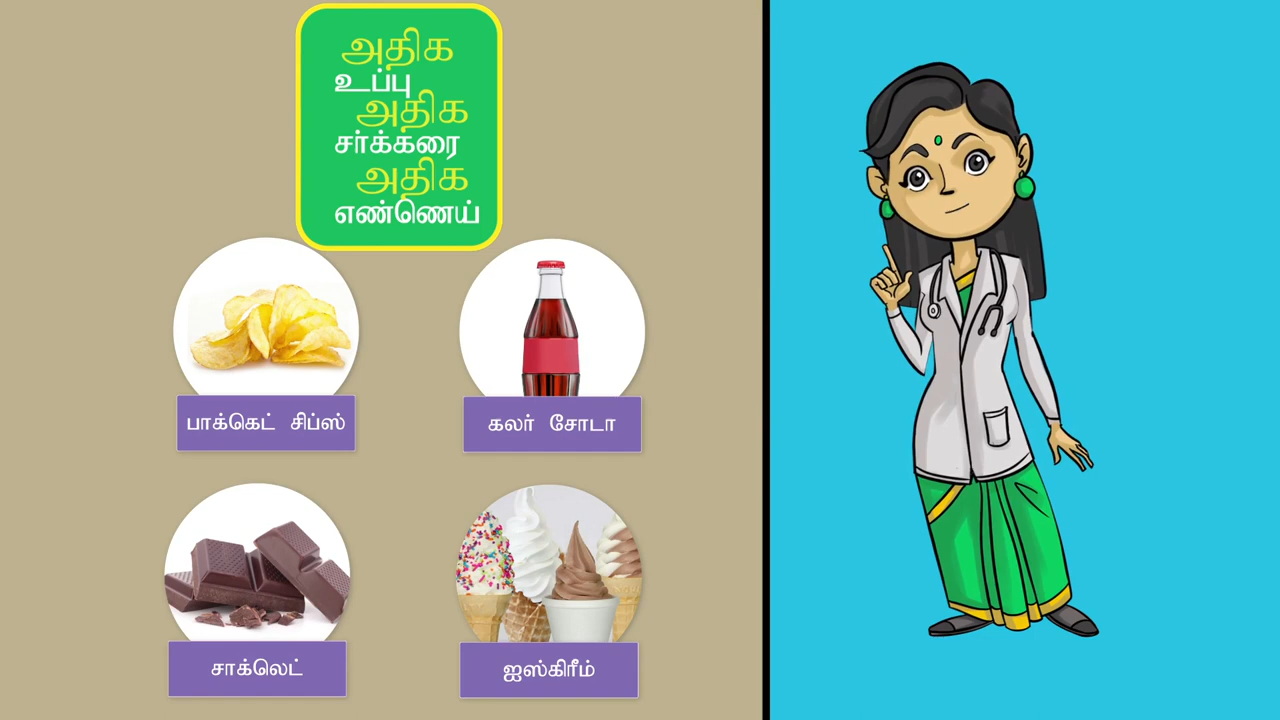 அதிக
உப்பு
அதிக
சர்க்கரை
அதிக
எண்ணெய்
பாக்கெட் சிப்ஸ்
கலர் சோடா
சாக்லெட்
ஐஸ்கிரீம்